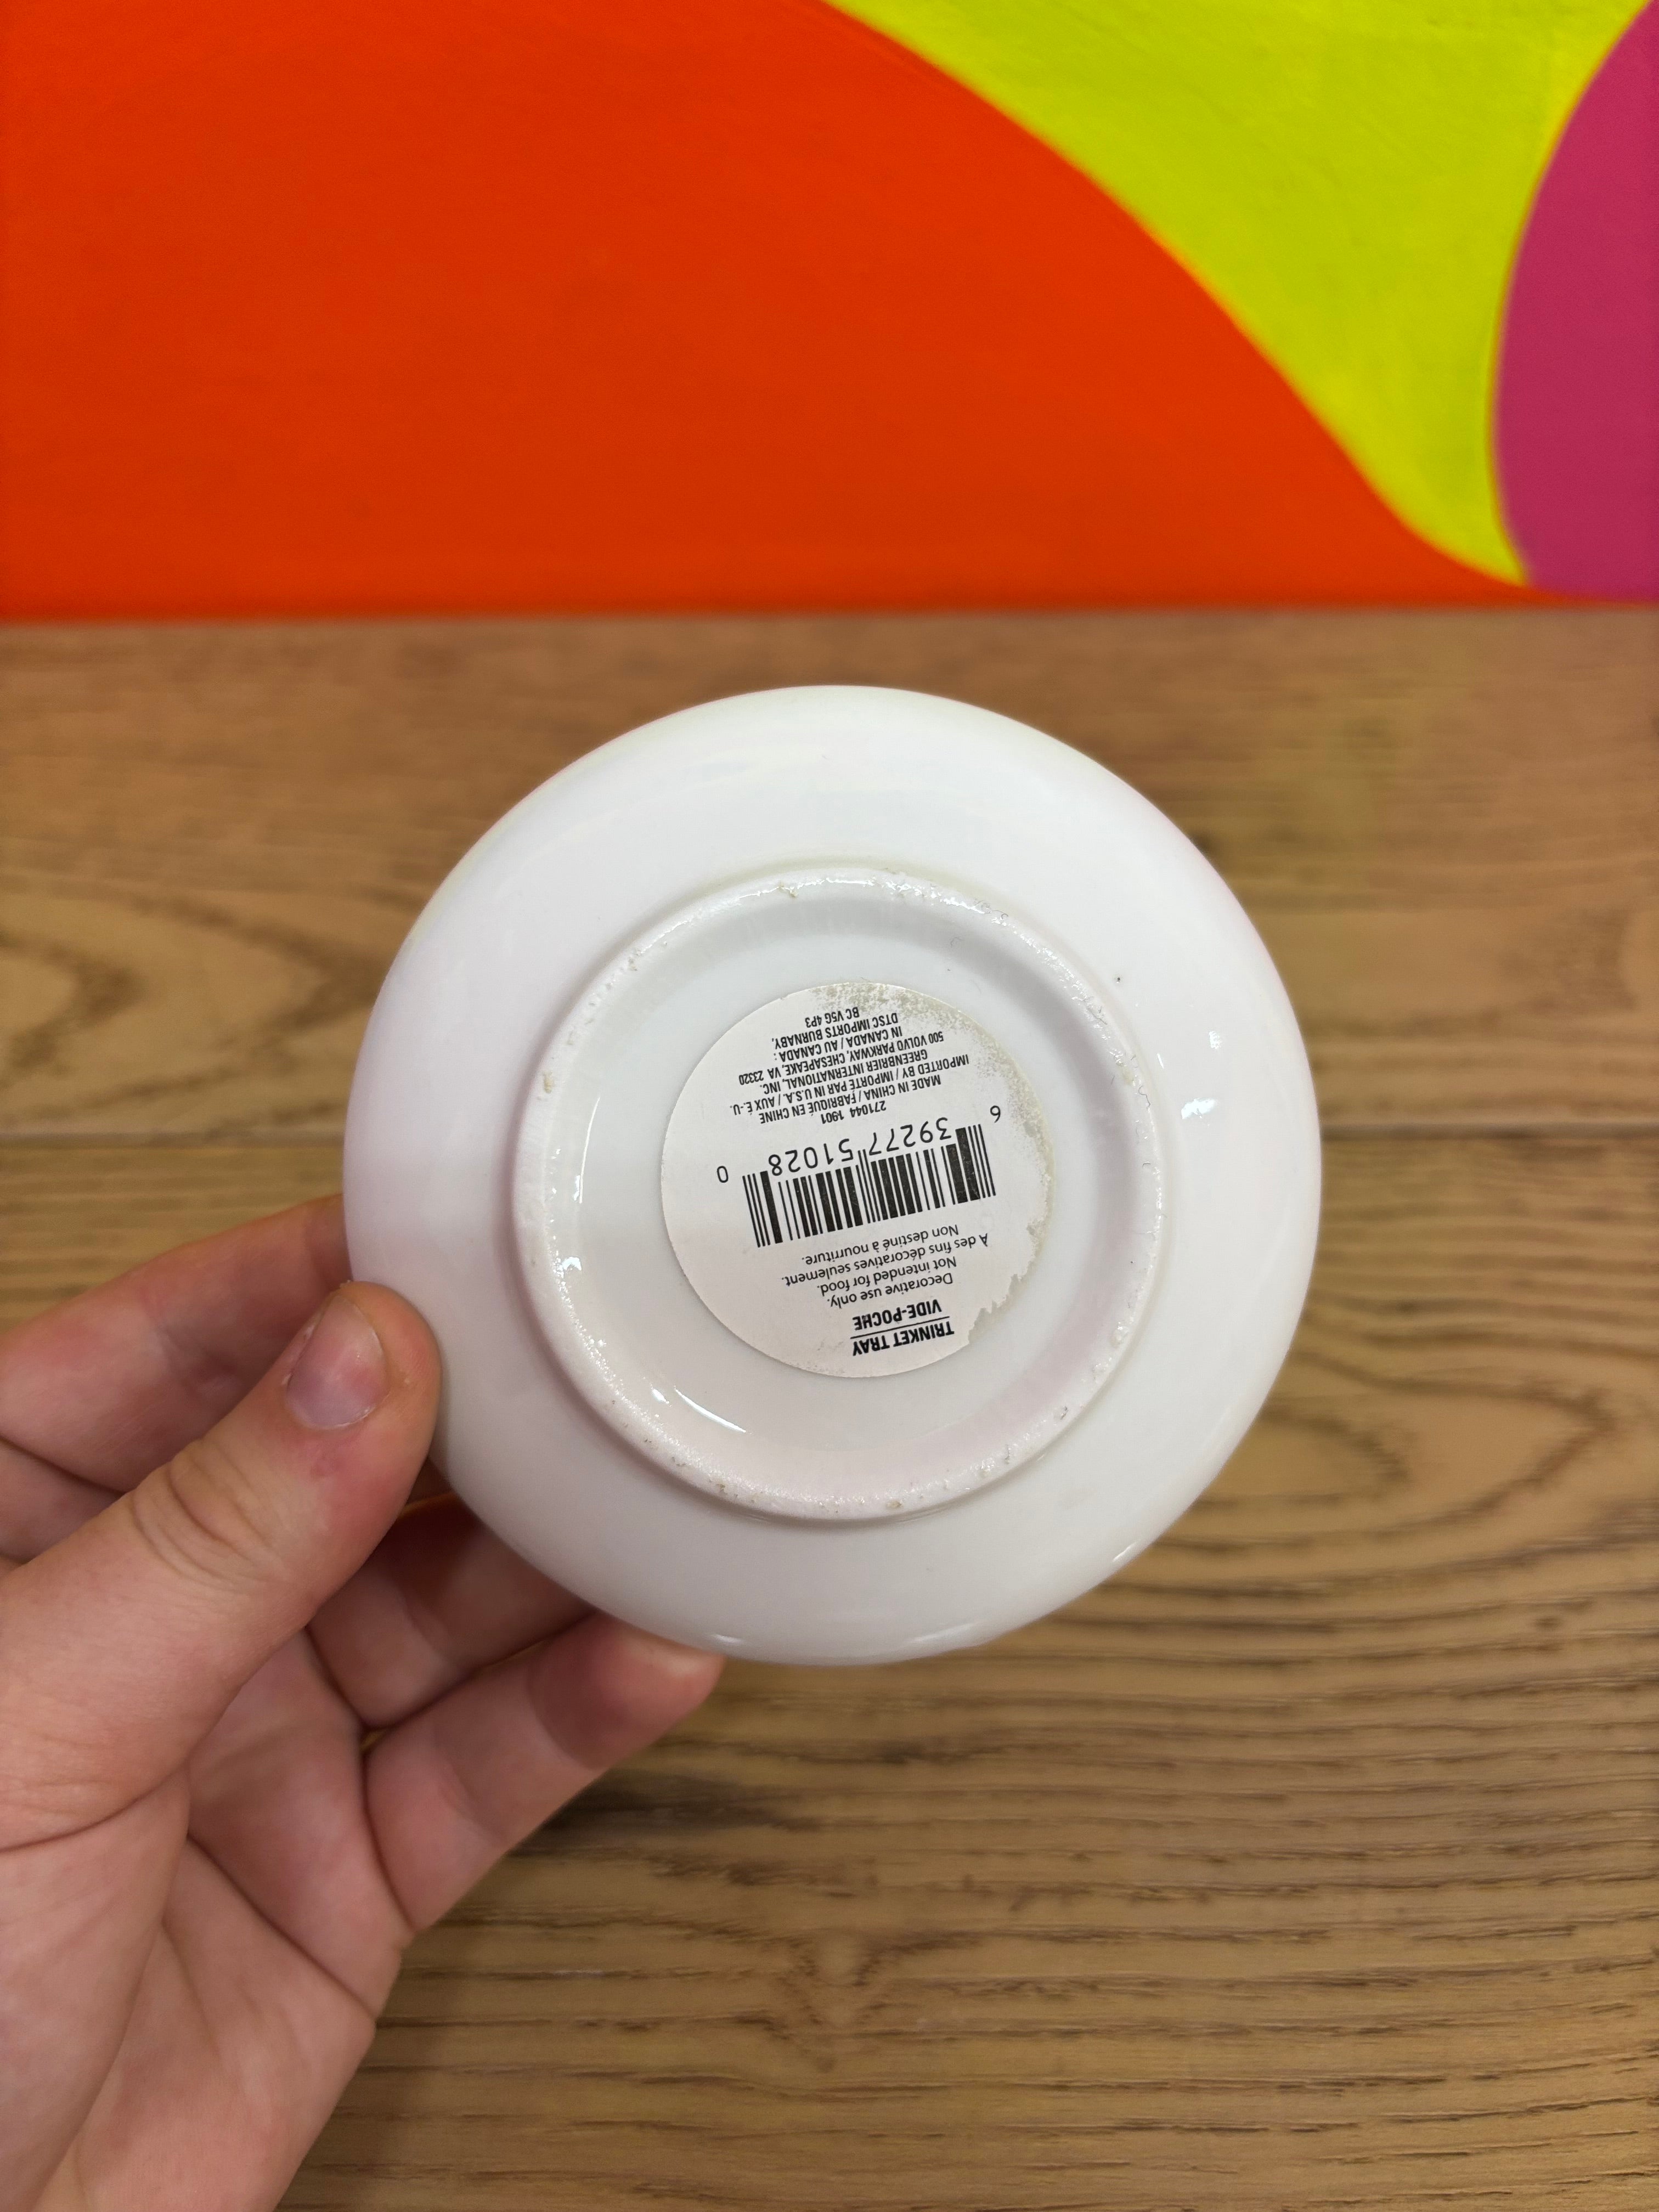 TRINKET TRAY
VIDE-POCHE
Decorative use only.
Not intended for food.
À des fins décoratives seulement.
Non destiné à nourriture.
6 39277 51028 0
271044 1901
MADE IN CHINA / FABRIQUÉ EN CHINE
IMPORTED BY / IMPORTÉ PAR IN U.S.A. / AUX É.-U.
GREENBRIER INTERNATIONAL, INC.
500 VOLVO PARKWAY, CHESAPEAKE, VA 23320
IN CANADA / AU CANADA :
DTSC IMPORTS BURNABY,
BC V5G 4P3